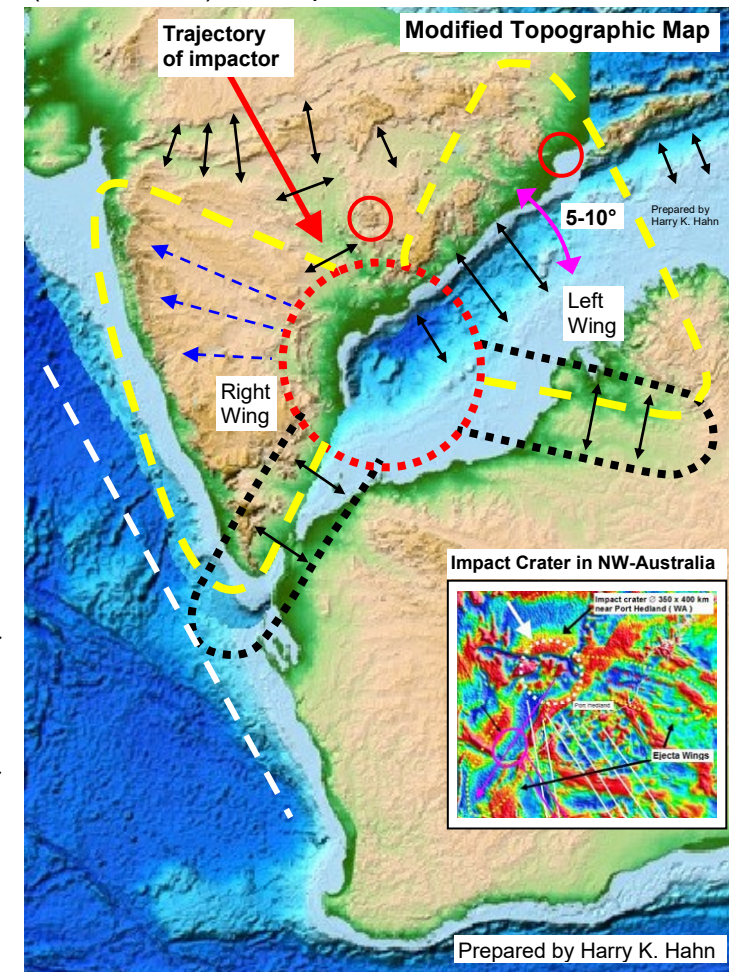 Modified Topographic Map
Trajectory
of impactor
5-10°
Prepared by
Harry K. Hahn
Left
Wing
Right
Wing
Impact Crater in NW-Australia
Impact crater ∅ 350 x 400 km
near Port Hedland ( WA )
Port Hedland
Ejecta Wings
Prepared by Harry K. Hahn